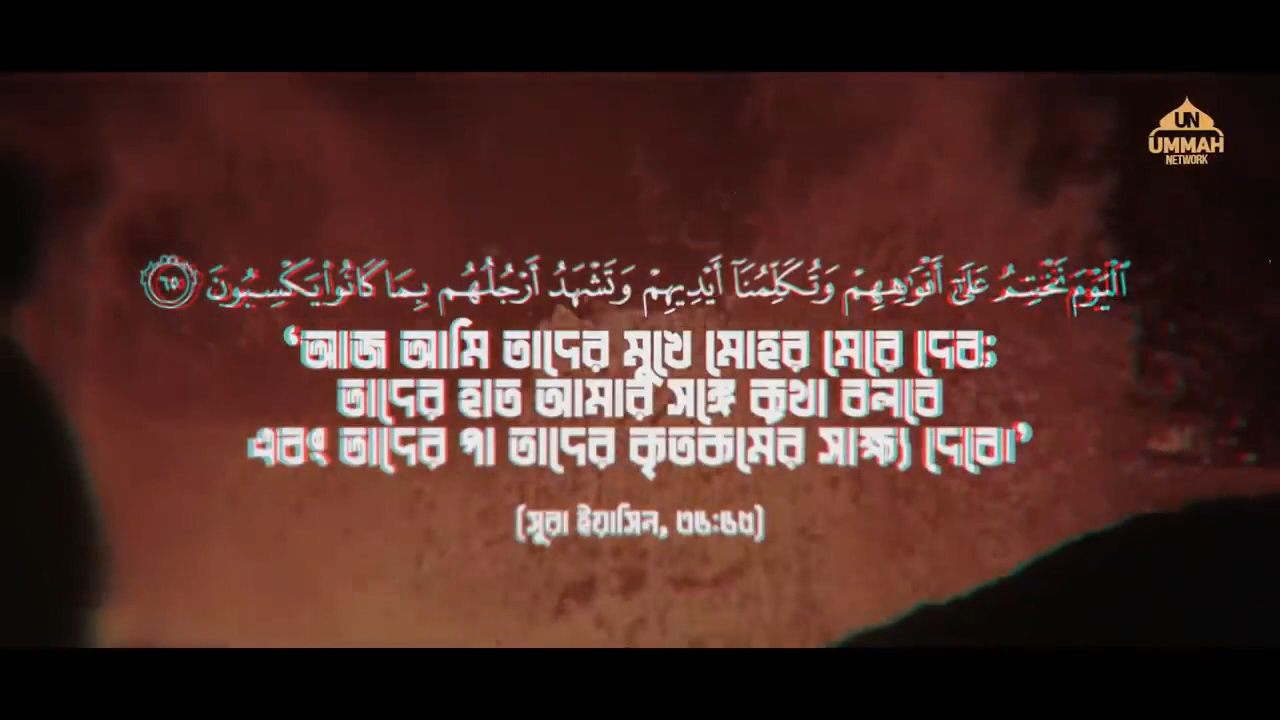 UN
UMMAH
NETWORK
ٱلْيَوْمَ نَخْتِمُ عَلَىٰٓ أَفْوَٰهِهِمْ وَتُكَلِّمُنَآ أَيْدِيهِمْ وَتَشْهَدُ أَرْجُلُهُم بِمَا كَانُوا۟ يَكْسِبُونَ ٦٥
‘আজ আমি তাদের মুখে মোহর মেরে দেব;
তাদের হাত আমার সঙ্গে কথা বলবে
এবং তাদের পা তাদের কৃতকর্মের সাক্ষ্য দেবে।’
(সূরা ইয়াসিন, ৩৬:৬৫)